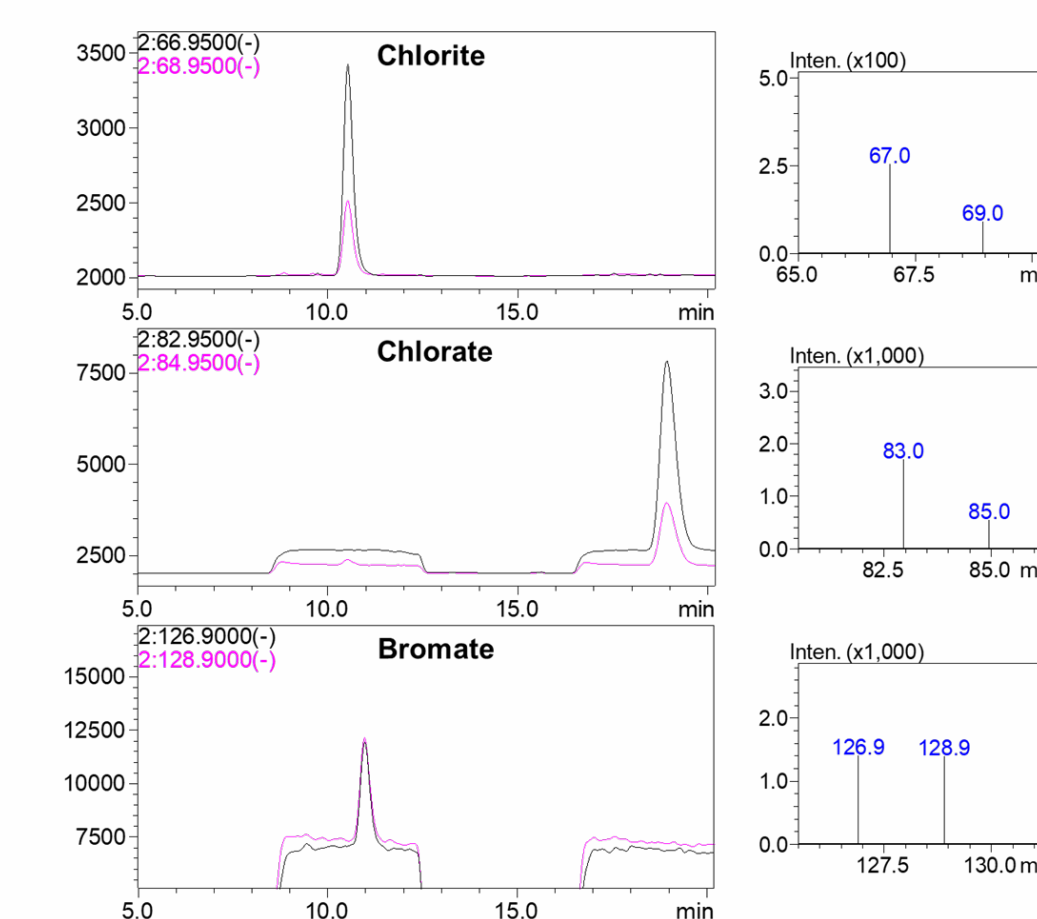 2:66.9500(-)
2:68.9500(-)
Chlorite
3500
3000
2500
2000
5.0 10.0 15.0 min
Inten. (x100)
5.0
2.5
0.0
67.0
69.0
65.0 67.5 m
2:82.9500(-)
2:84.9500(-)
Chlorate
7500
5000
2500
5.0 10.0 15.0 min
Inten. (x1,000)
3.0
2.0
1.0
0.0
83.0
85.0
82.5 85.0 m
2:126.9000(-)
2:128.9000(-)
Bromate
15000
12500
10000
7500
5.0 10.0 15.0 min
Inten. (x1,000)
2.0
1.0
0.0
126.9 128.9
127.5 130.0 m